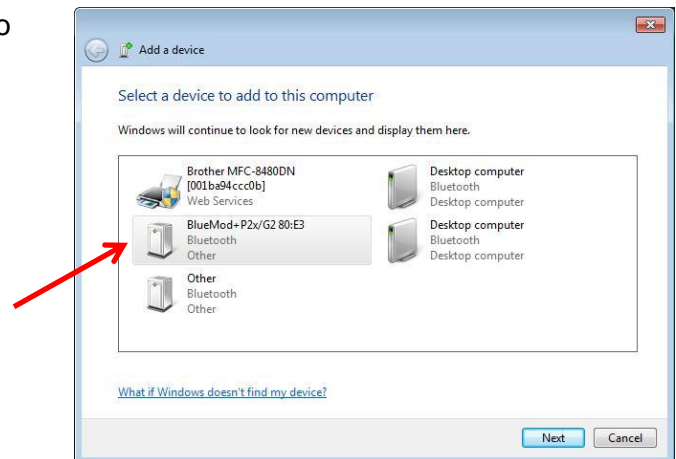 o
Add a device
Select a device to add to this computer
Windows will continue to look for new devices and display them here.
Brother MFC-8480DN
[001ba94ccc0b]
Web Services
Desktop computer
Bluetooth
Desktop computer
BlueMod+P2x/G2 80:E3
Bluetooth
Other
Desktop computer
Bluetooth
Desktop computer
Other
Bluetooth
Other
What if Windows doesn't find my device?
Next
Cancel